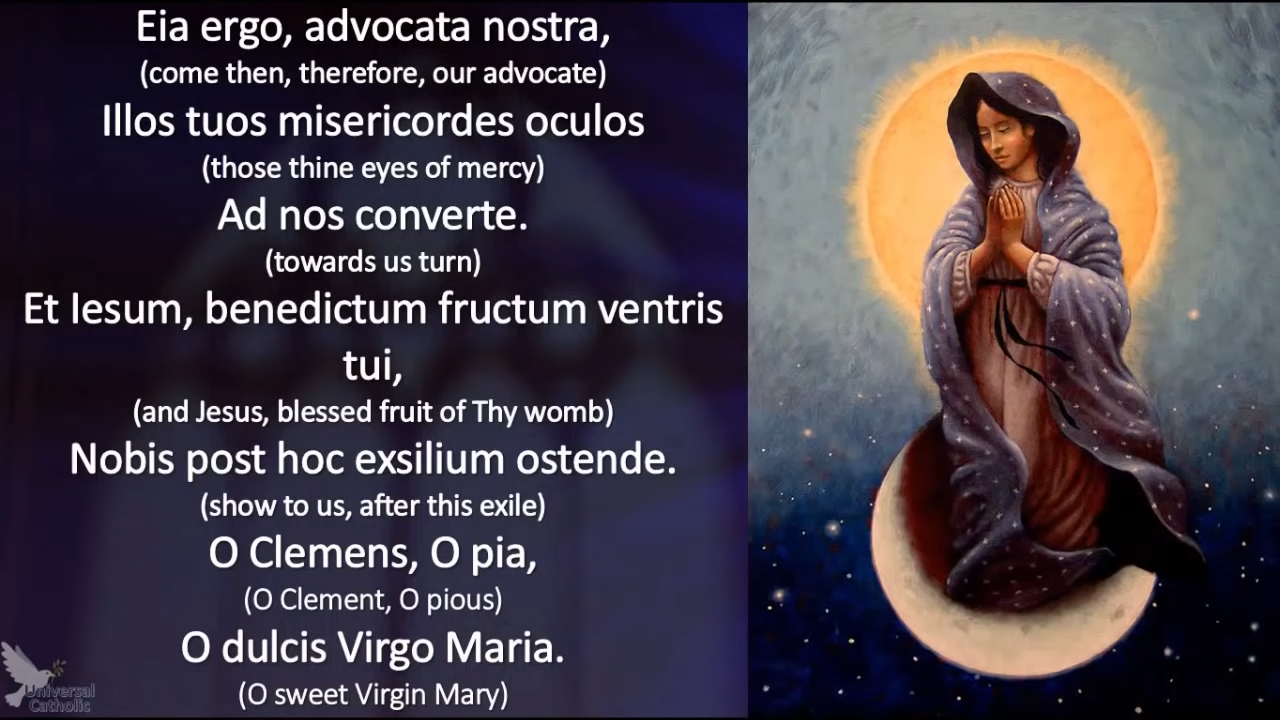 Eia ergo, advocata nostra,
(come then, therefore, our advocate)
Illos tuos misericordes oculos
(those thine eyes of mercy)
Ad nos converte.
(towards us turn)
Et Iesum, benedictum fructum ventris
tui,
(and Jesus, blessed fruit of Thy womb)
Nobis post hoc exsilium ostende.
(show to us, after this exile)
O Clemens, O pia,
(O Clement, O pious)
O dulcis Virgo Maria.
(O sweet Virgin Mary)
Universal
Catholic